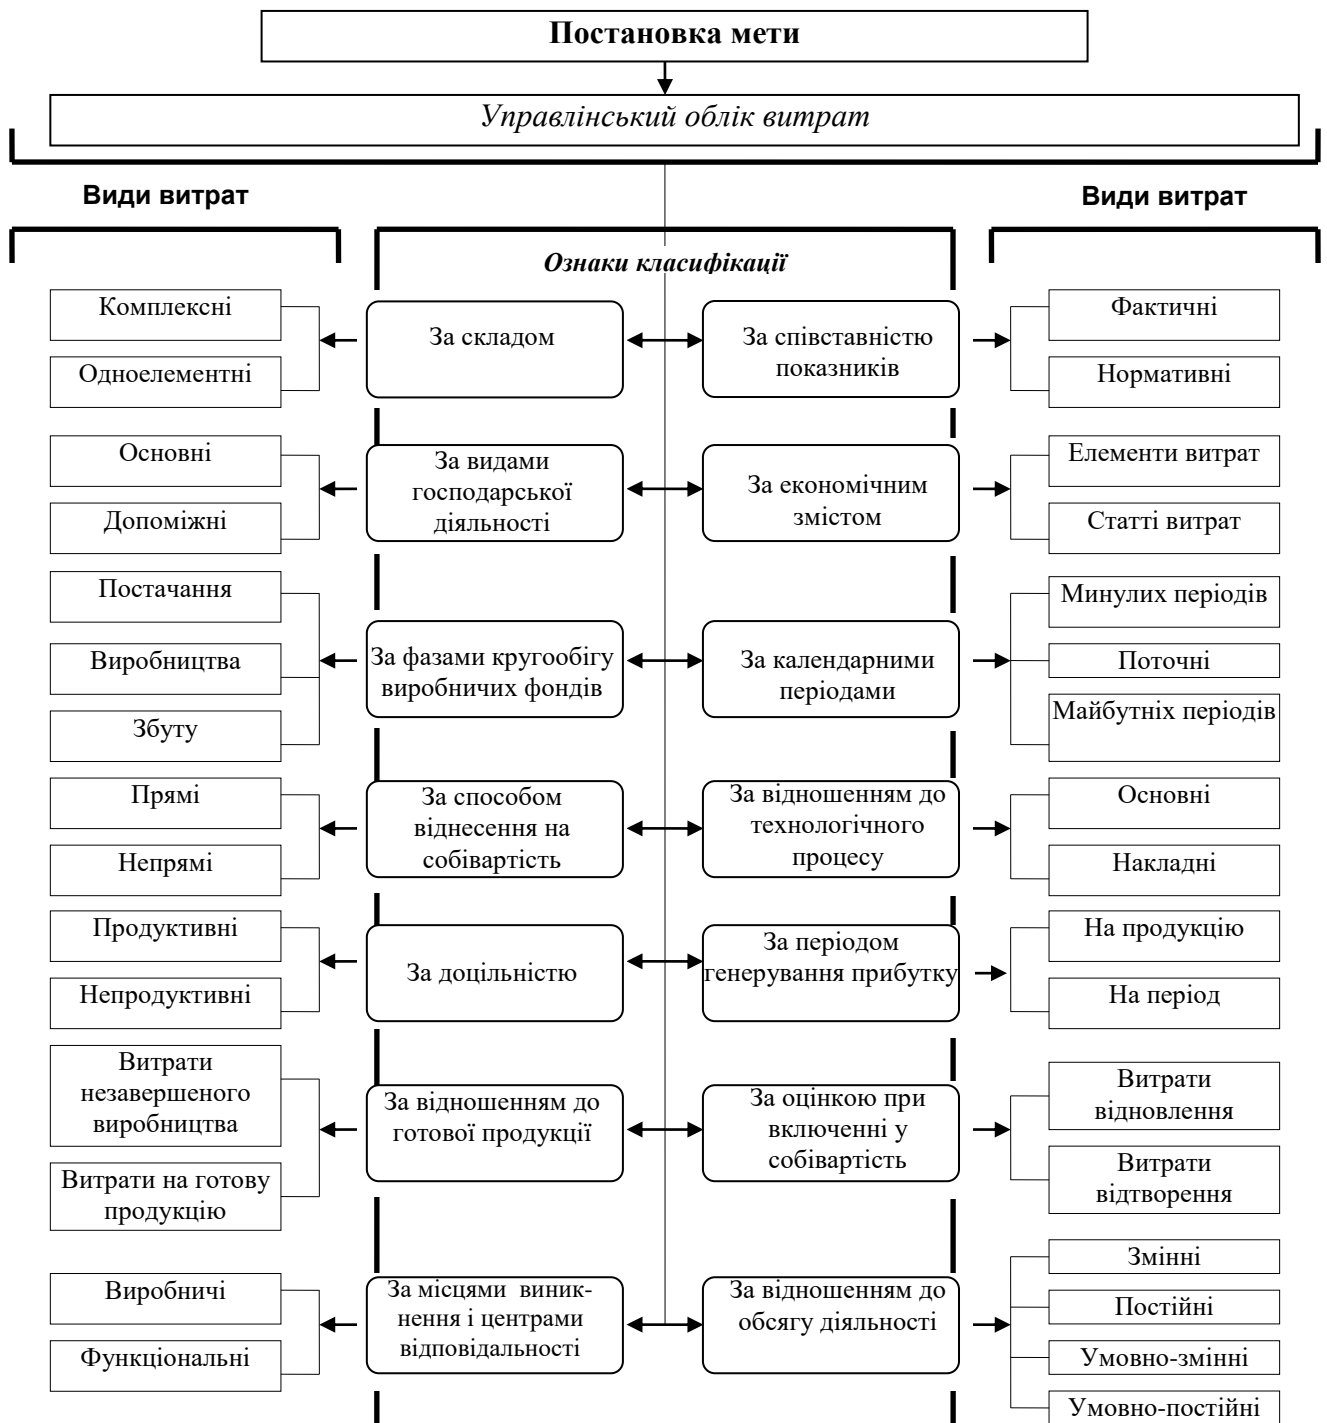 Постановка мети
Управлінський облік витрат
Види витрат
Види витрат
Ознаки класифікації
Комплексні
Одноелементні
За складом
За співставністю
показників
Фактичні
Нормативні
Основні
Допоміжні
За видами
господарської
діяльності
За економічним
змістом
Елементи витрат
Статті витрат
Постачання
Виробництва
Збуту
За фазами кругообігу
виробничих фондів
За календарними
періодами
Минулих періодів
Поточні
Майбутніх періодів
Прямі
Непрямі
За способом
віднесення на
собівартість
За відношенням до
технологічного
процесу
Основні
Накладні
Продуктивні
Непродуктивні
За доцільністю
За періодом
генерування прибутку
На продукцію
На період
Витрати
незавершеного
виробництва
Витрати на готову
продукцію
За відношенням до
готової продукції
За оцінкою при
включенні у
собівартість
Витрати
відновлення
Витрати
відтворення
Виробничі
Функціональні
За місцями виник-
нення і центрами
відповідальності
За відношенням до
обсягу діяльності
Змінні
Постійні
Умовно-змінні
Умовно-постійні